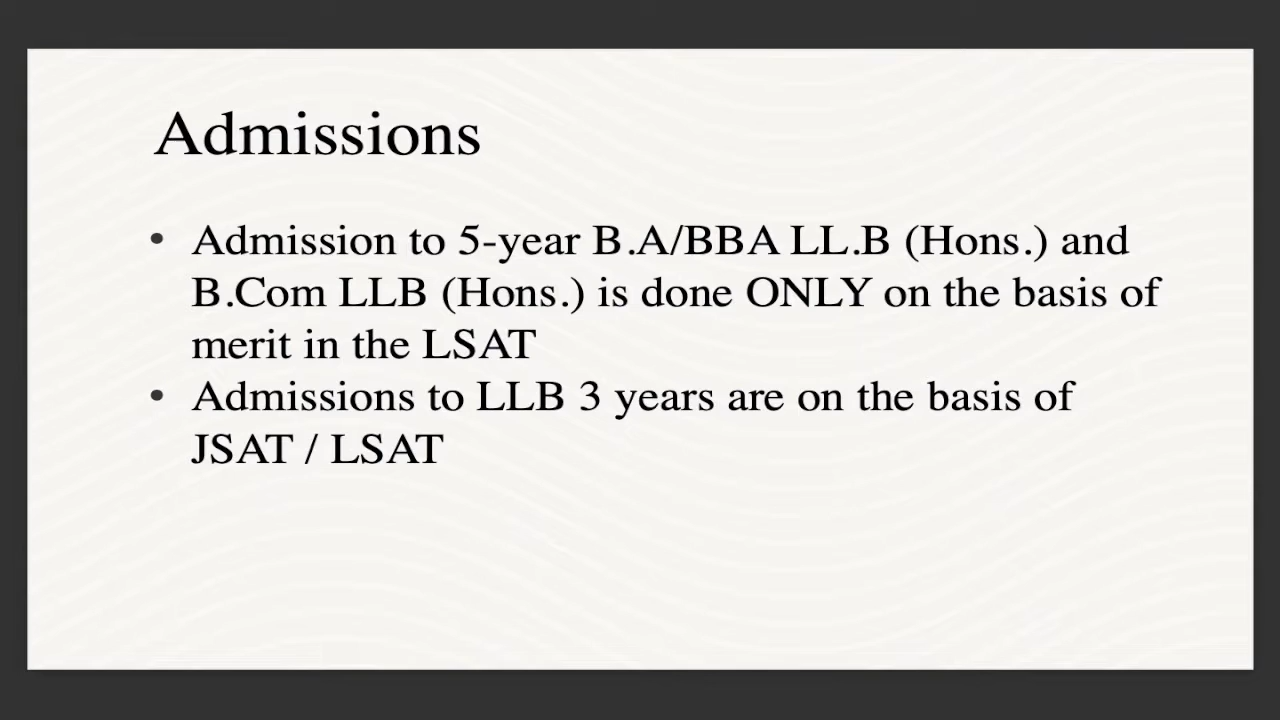 Admissions
• Admission to 5-year B.A/BBA LL.B (Hons.) and
B.Com LLB (Hons.) is done ONLY on the basis of
merit in the LSAT
• Admissions to LLB 3 years are on the basis of
JSAT / LSAT